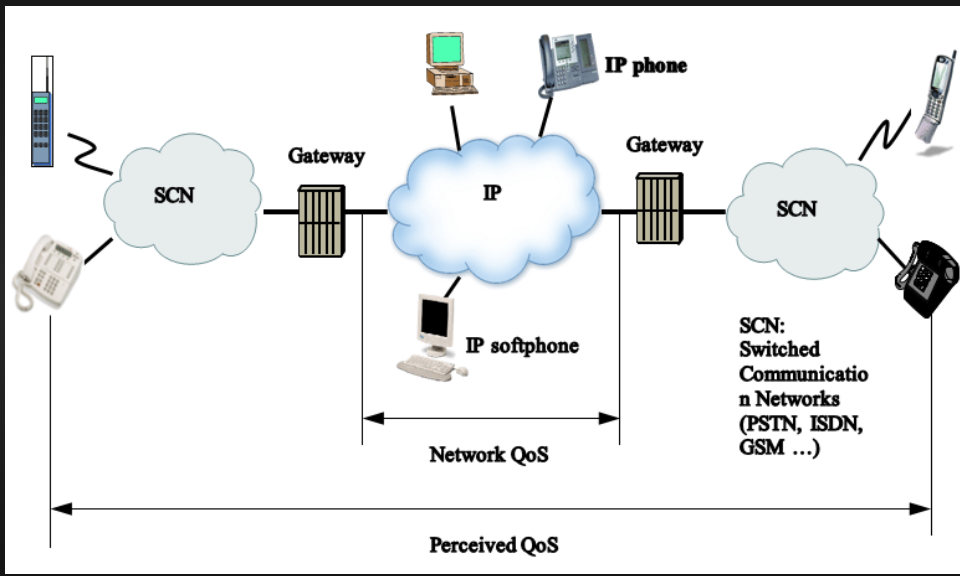 IP phone
Gateway
Gateway
SCN
IP
SCN
IP softphone
SCN:
Switched
Communicatio
n Networks
(PSTN, ISDN,
GSM ...)
Network QoS
Perceived QoS